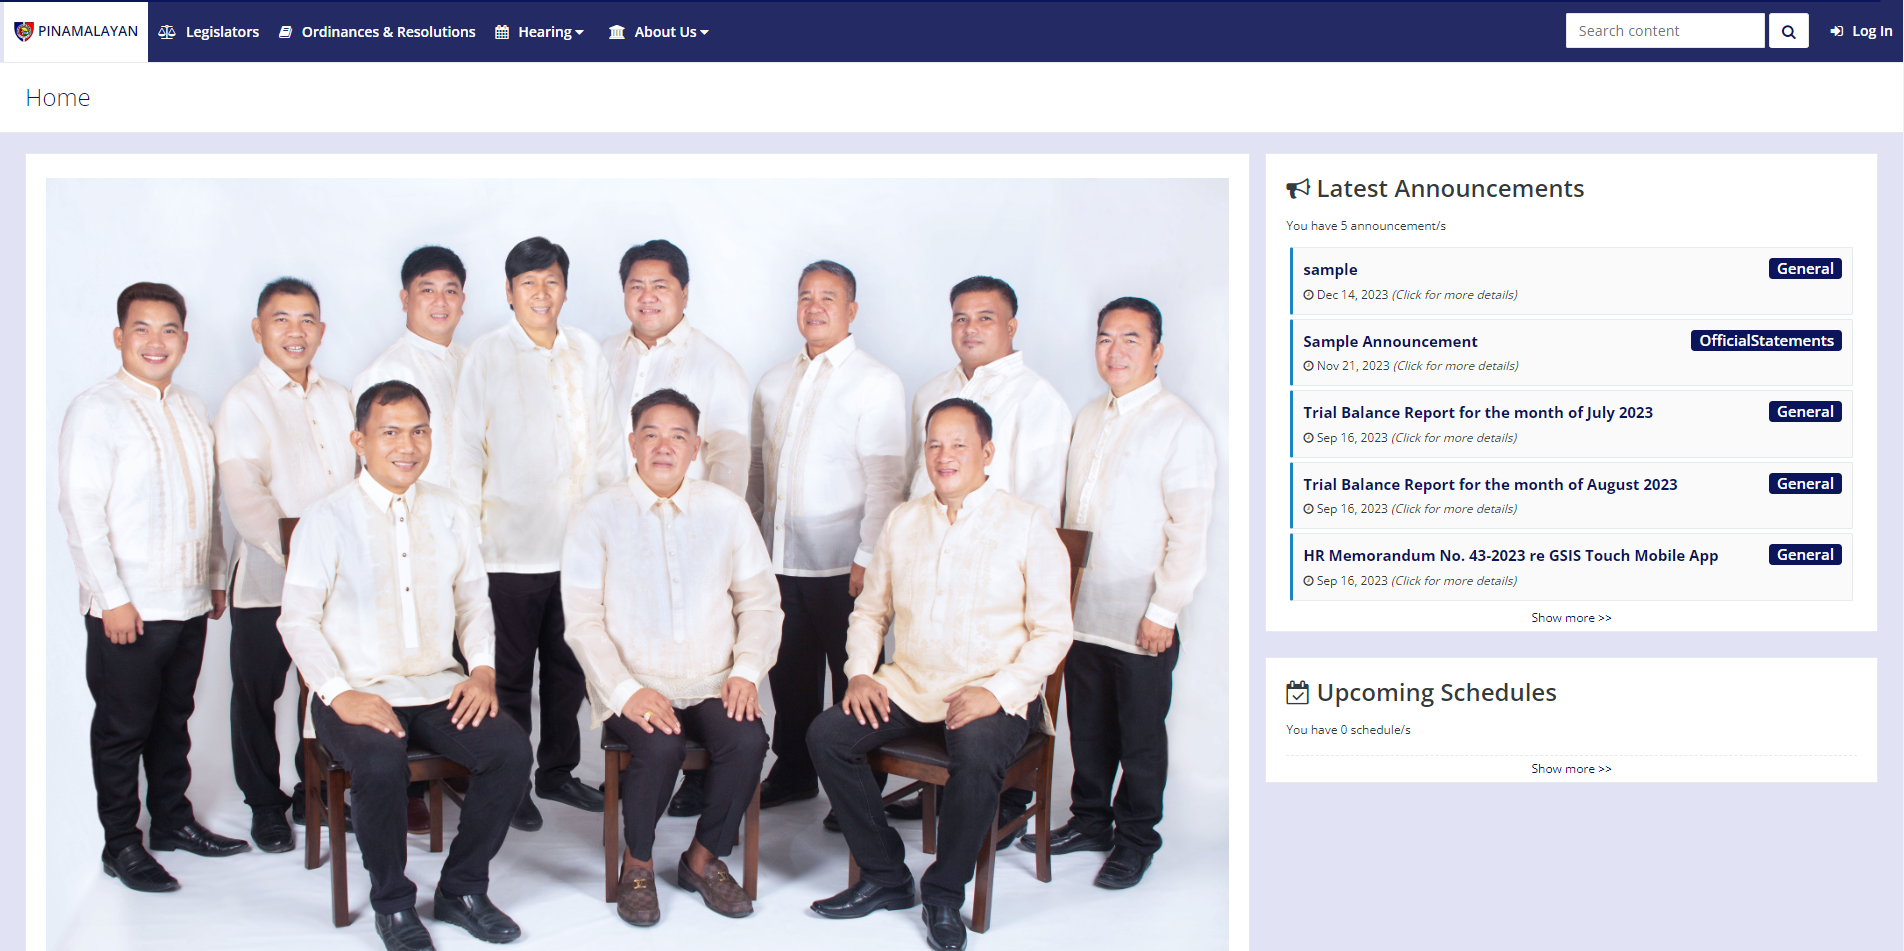 PINAMALAYAN
Legislators
Ordinances & Resolutions
Hearing
About Us
Search content
Log In
Home
Latest Announcements
You have 5 announcement/s
sample
General
Dec 14, 2023 (Click for more details)
Sample Announcement
OfficialStatements
Nov 21, 2023 (Click for more details)
Trial Balance Report for the month of July 2023
General
Sep 16, 2023 (Click for more details)
Trial Balance Report for the month of August 2023
General
Sep 16, 2023 (Click for more details)
HR Memorandum No. 43-2023 re GSIS Touch Mobile App
General
Sep 16, 2023 (Click for more details)
Show more >>
Upcoming Schedules
You have 0 schedule/s
Show more >>